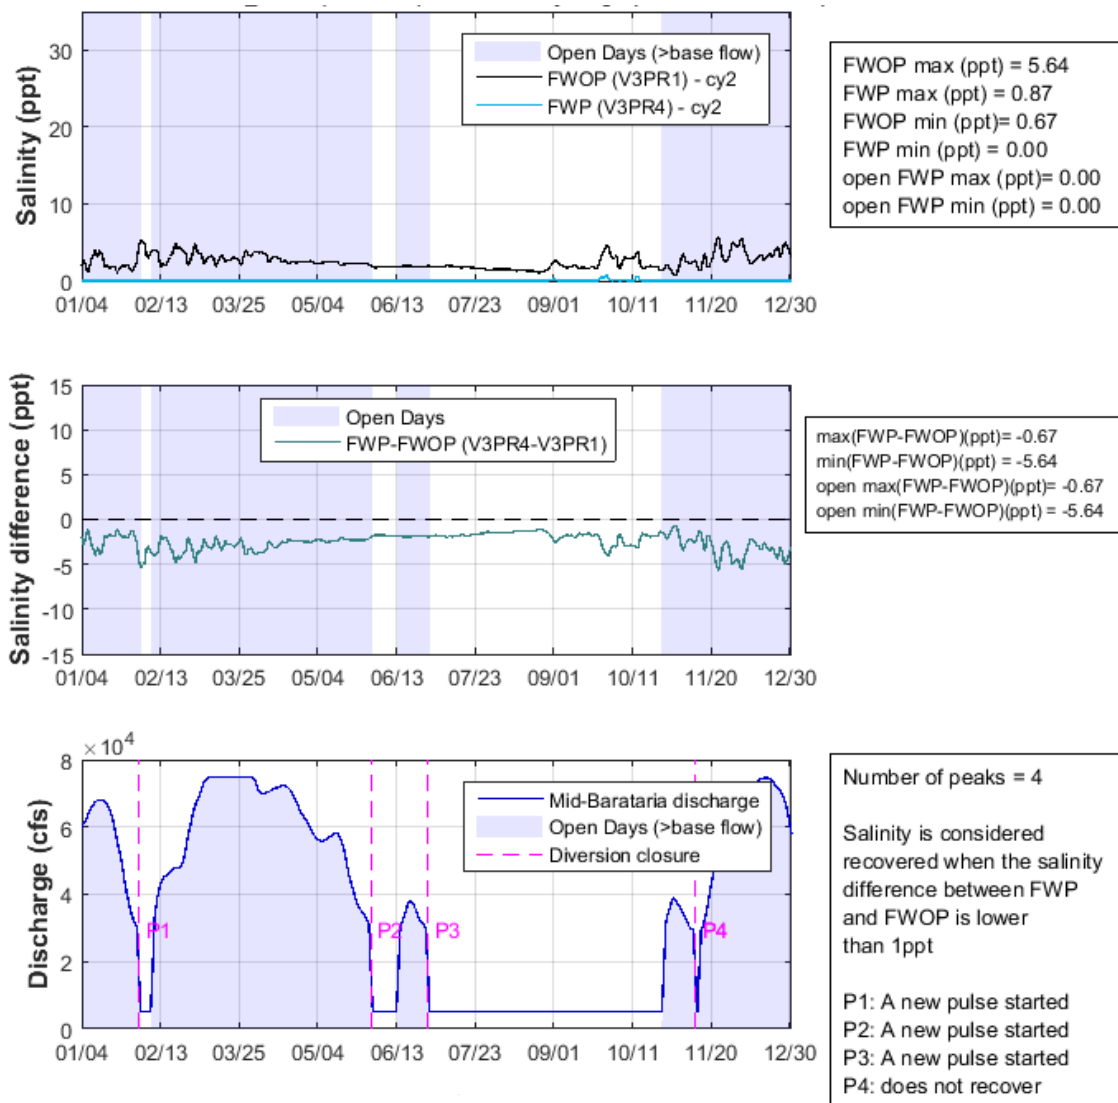 Salinity (ppt)
35
30
20
10
0
Open Days (>base flow)
FWOP (V3PR1) - cy2
FWP (V3PR4) - cy2
01/04 02/13 03/25 05/04 06/13 07/23 09/01 10/11 11/20 12/30
FWOP max (ppt) = 5.64
FWP max (ppt) = 0.87
FWOP min (ppt)= 0.67
FWP min (ppt) = 0.00
open FWP max (ppt)= 0.00
open FWP min (ppt) = 0.00
Salinity difference (ppt)
15
10
5
0
-5
-10
-15
Open Days
FWP-FWOP (V3PR4-V3PR1)
01/04 02/13 03/25 05/04 06/13 07/23 09/01 10/11 11/20 12/30
max(FWP-FWOP)(ppt)= -0.67
min(FWP-FWOP)(ppt) = -5.64
open max(FWP-FWOP)(ppt)= -0.67
open min(FWP-FWOP)(ppt) = -5.64
Discharge (cfs)
×10^4
8
6
4
2
0
Mid-Barataria discharge
Open Days (>base flow)
Diversion closure
P1 P2 P3 P4
01/04 02/13 03/25 05/04 06/13 07/23 09/01 10/11 11/20 12/30
Number of peaks = 4
Salinity is considered
recovered when the salinity
difference between FWP
and FWOP is lower
than 1ppt
P1: A new pulse started
P2: A new pulse started
P3: A new pulse started
P4: does not recover